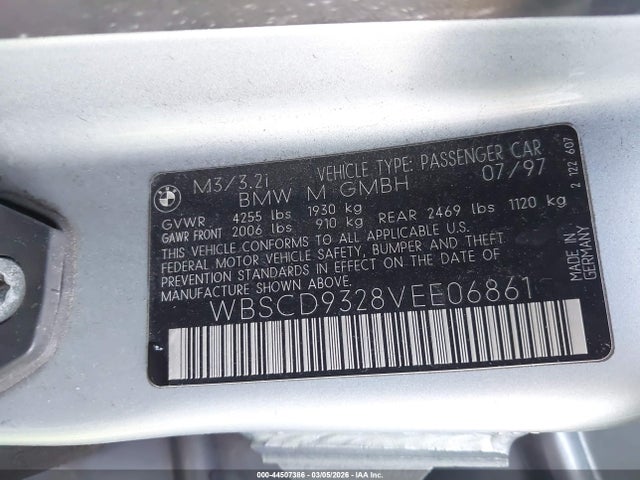 BMW
M3/3.2i VEHICLE TYPE: PASSENGER CAR
BMW M GMBH 07/97
GVWR 4255 lbs 1930 kg
GAWR FRONT 2006 lbs 910 kg REAR 2469 lbs 1120 kg
THIS VEHICLE CONFORMS TO ALL APPLICABLE U.S.
FEDERAL MOTOR VEHICLE SAFETY, BUMPER AND THEFT
PREVENTION STANDARDS IN EFFECT ON THE DATE OF
MANUFACTURE SHOWN ABOVE.
WBSCD9328VEE06861
2 122 607
MADE IN
GERMANY
000-44507386 - 03/05/2026 - IAAI.COM